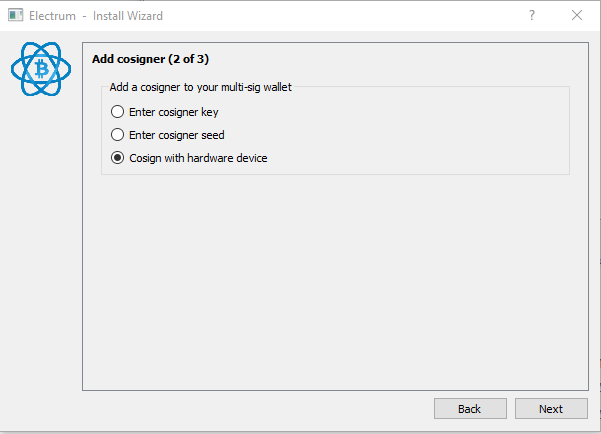 Electrum - Install Wizard
?
Add cosigner (2 of 3)
Add a cosigner to your multi-sig wallet
Enter cosigner key
Enter cosigner seed
Cosign with hardware device
Back
Next